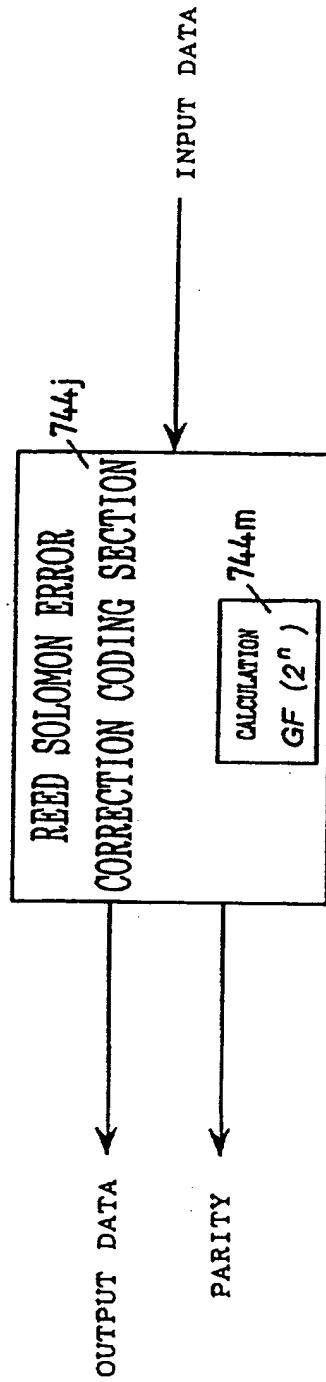 REED SOLOMON ERROR
CORRECTION CODING SECTION
744j
CALCULATION
GF (2ⁿ)
744m
OUTPUT DATA
PARITY
INPUT DATA